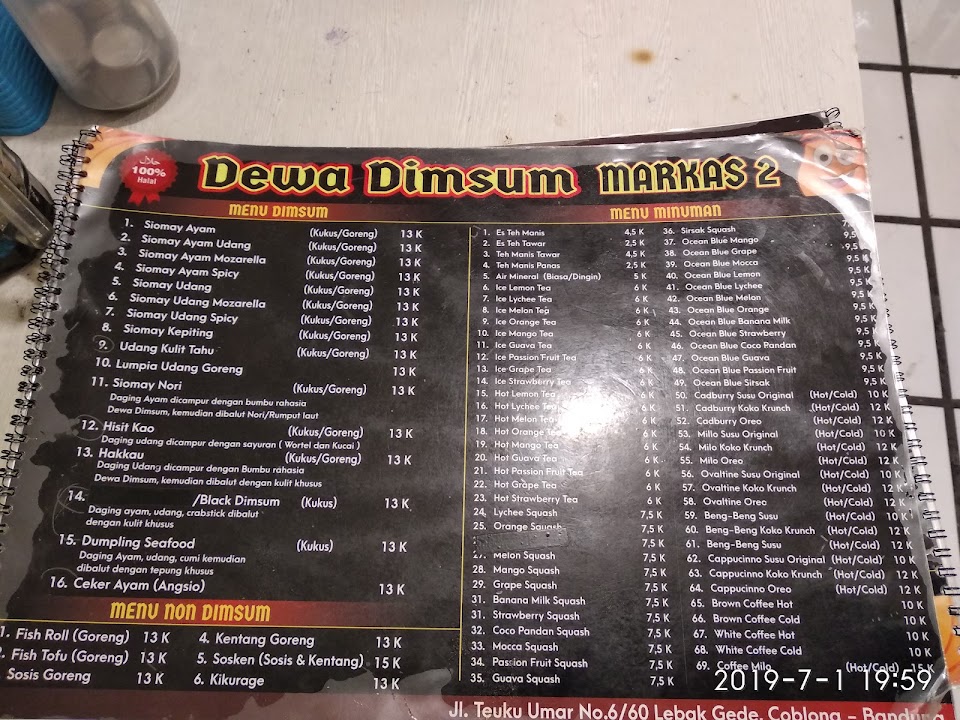 حلال
100%
Halal
Dewa Dimsum MARKAS 2
MENU DIMSUM
1. Siomay Ayam (Kukus/Goreng) 13 K
2. Siomay Ayam Udang (Kukus/Goreng) 13 K
3. Siomay Ayam Mozarella (Kukus/Goreng) 13 K
4. Siomay Ayam Spicy (Kukus/Goreng) 13 K
5. Siomay Udang (Kukus/Goreng) 13 K
6. Siomay Udang Mozarella (Kukus/Goreng) 13 K
7. Siomay Udang Spicy (Kukus/Goreng) 13 K
8. Siomay Kepiting (Kukus/Goreng) 13 K
9. Udang Kulit Tahu (Kukus/Goreng) 13 K
10. Lumpia Udang Goreng 13 K
11. Siomay Nori (Kukus/Goreng) 13 K
Daging Ayam dicampur dengan bumbu rahasia
Dewa Dimsum, kemudian dibalut Nori/Rumput laut
12. Hisit Kao (Kukus/Goreng) 13 K
Daging udang dicampur dengan sayuran ( Wortel dan Kucai )
13. Hakkau (Kukus/Goreng) 13 K
Daging Udang dicampur dengan Bumbu rahasia
Dewa Dimsum, kemudian dibalut dengan kulit khusus
14. /Black Dimsum (Kukus) 13 K
Daging ayam, udang, crabstick dibalut
dengan kulit khusus
15. Dumpling Seafood (Kukus) 13 K
Daging Ayam, udang, cumi kemudian
dibalut dengan tepung khusus
16. Ceker Ayam (Angsio) 13 K
MENU NON DIMSUM
1. Fish Roll (Goreng) 13 K
2. Fish Tofu (Goreng) 13 K
Sosis Goreng 13 K
4. Kentang Goreng 13 K
5. Sosken (Sosis & Kentang) 15 K
6. Kikurage 13 K
MENU MINUMAN
1. Es Teh Manis 4,5 K
2. Es Teh Tawar 2,5 K
3. Teh Manis Tawar 4,5 K
4. Teh Manis Panas 2,5 K
5. Air Mineral (Biasa/Dingin) 5 K
6. Ice Lemon Tea 6 K
7. Ice Lychee Tea 6 K
8. Ice Melon Tea 6 K
9. Ice Orange Tea 6 K
10. Ice Mango Tea 6 K
11. Ice Guava Tea 6 K
12. Ice Passion Fruit Tea 6 K
13. Ice Grape Tea 6 K
14. Ice Strawberry Tea 6 K
15. Hot Lemon Tea 6 K
16. Hot Lychee Tea 6 K
17. Hot Melon Tea 6 K
18. Hot Orange Tea 6 K
19. Hot Mango Tea 6 K
20. Hot Guava Tea 6 K
21. Hot Passion Fruit Tea 6 K
22. Hot Grape Tea 6 K
23. Hot Strawberry Tea 6 K
24. Lychee Squash 7,5 K
25. Orange Squash 7,5 K
27. Melon Squash 7,5 K
28. Mango Squash 7,5 K
29. Grape Squash 7,5 K
31. Banana Milk Squash 7,5 K
31. Strawberry Squash 7,5 K
32. Coco Pandan Squash 7,5 K
33. Mocca Squash 7,5 K
34. Passion Fruit Squash 7,5 K
35. Guava Squash 7,5 K
36. Sirsak Squash
37. Ocean Blue Mango 9,5 K
38. Ocean Blue Grape 9,5 K
39. Ocean Blue Mocca 9,5 K
40. Ocean Blue Lemon 9,5 K
41. Ocean Blue Lychee 9,5 K
42. Ocean Blue Melon 9,5 K
43. Ocean Blue Orange 9,5 K
44. Ocean Blue Banana Milk 9,5 K
45. Ocean Blue Strawberry 9,5 K
46. Ocean Blue Coco Pandan 9,5 K
47. Ocean Blue Guava 9,5 K
48. Ocean Blue Passion Fruit 9,5 K
49. Ocean Blue Sirsak 9,5 K
50. Cadburry Susu Original (Hot/Cold) 10 K
51. Cadburry Koko Krunch (Hot/Cold) 12 K
52. Cadburry Oreo (Hot/Cold) 12 K
53. Millo Susu Original (Hot/Cold) 10 K
54. Milo Koko Krunch (Hot/Cold) 12 K
55. Milo Oreo (Hot/Cold) 12 K
56. Ovaltine Susu Original (Hot/Cold) 10 K
57. Ovaltine Koko Krunch (Hot/Cold) 12 K
58. Ovaltine Oreo (Hot/Cold) 12 K
59. Beng-Beng Susu (Hot/Cold) 10 K
60. Beng-Beng Koko Krunch (Hot/Cold) 12 K
61. Beng-Beng Susu (Hot/Cold) 12 K
62. Cappucinno Susu Original (Hot/Cold) 10 K
63. Cappucinno Koko Krunch (Hot/Cold) 12 K
64. Cappucinno Oreo (Hot/Cold) 12 K
65. Brown Coffee Hot 10 K
66. Brown Coffee Cold 10 K
67. White Coffee Hot 10 K
68. White Coffee Cold 10 K
69. Coffee Milo (Hot/Cold) 15 K
2019-7-1 19:59
Jl. Teuku Umar No.6/60 Lebak Gede, Coblong - Bandung